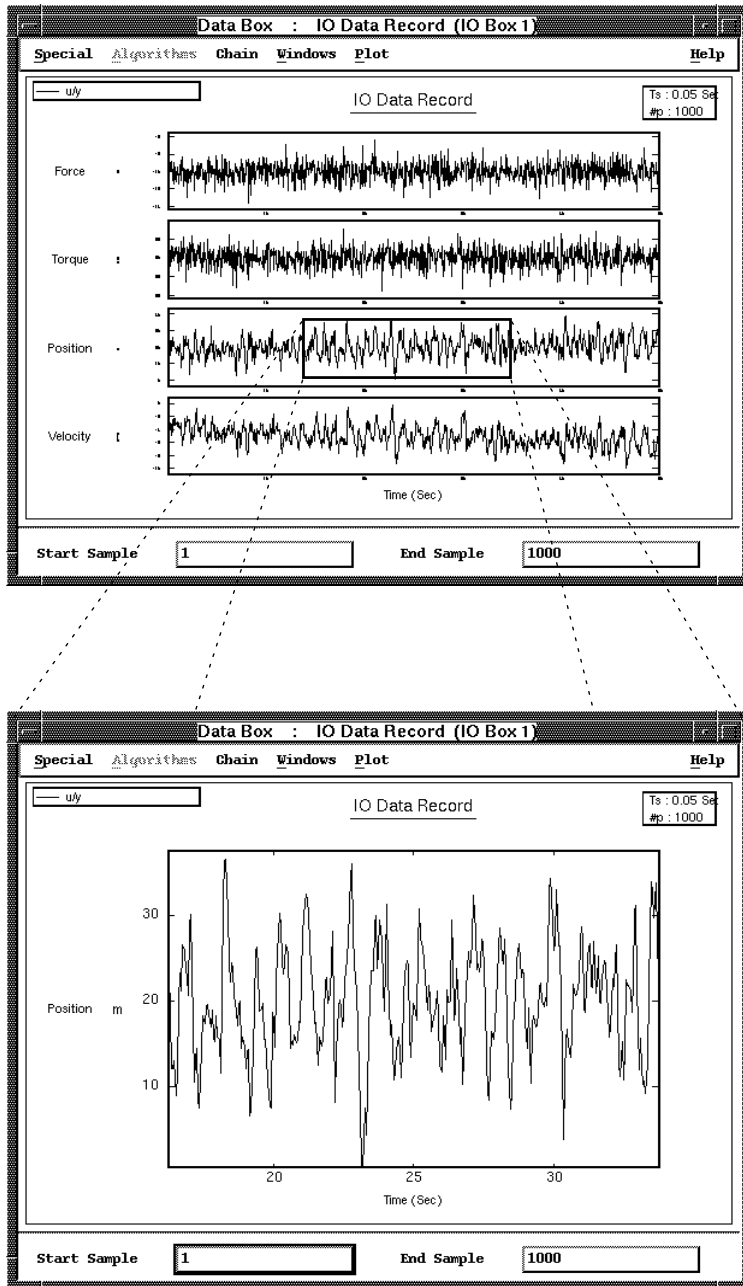 Data Box : IO Data Record (IO Box 1)
Special Algorithms Chain Windows Plot Help
u/y
IO Data Record
Ts : 0.05 Sec
#p : 1000
Force
Torque
Position
Velocity
Time (Sec)
Start Sample 1 End Sample 1000
Data Box : IO Data Record (IO Box 1)
Special Algorithms Chain Windows Plot Help
u/y
IO Data Record
Ts : 0.05 Sec
#p : 1000
30
Position m 20
10
20 25 30
Time (Sec)
Start Sample 1 End Sample 1000